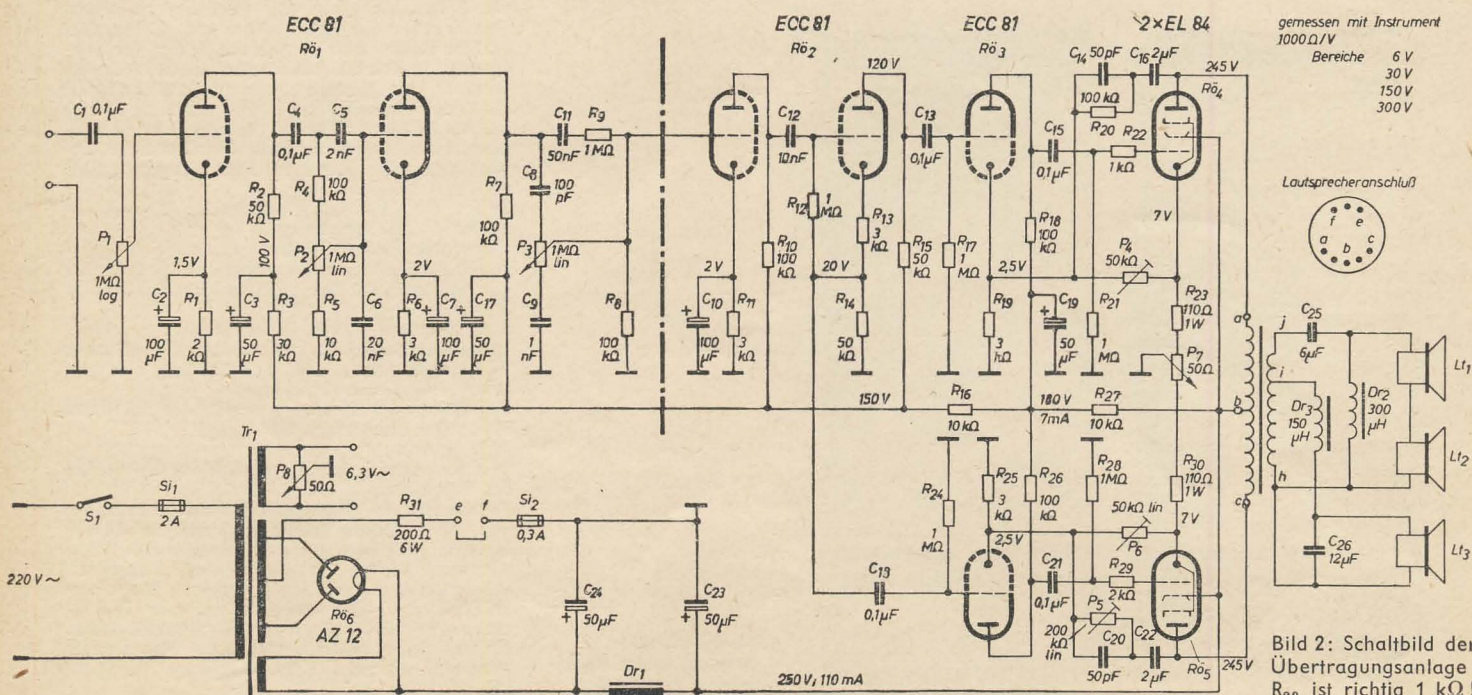 ECC 81
Rö1
ECC 81
Rö2
ECC 81
Rö3
2×EL 84
gemessen mit Instrument
1000Ω/V
Bereiche 6 V
30 V
150 V
300 V
C1 0,1µF
P1
1MΩ
log
1,5V
C2
+
100
µF
R1
2
kΩ
C3
+
50
µF
100 V
R2
50
kΩ
R3
30
kΩ
C4
0,1µF
C5
2nF
R4
100
kΩ
P2
1MΩ
lin
R5
10
kΩ
C6
20
nF
2V
R6
3
kΩ
C7
+
100
µF
C17
+
50
µF
R7
100
kΩ
C11
50nF
R9
1MΩ
C8
100
pF
P3
1MΩ
lin
C9
1
nF
R8
100
kΩ
2V
C10
+
100
µF
R11
3
kΩ
R10
100
kΩ
C12
10nF
R12
1
MΩ
120 V
R13
3
kΩ
20 V
R14
50
kΩ
R15
50
kΩ
C13
0,1µF
R17
1
MΩ
2,5V
R19
3
hΩ
R18
100
kΩ
C19
+
50
µF
C15
0,1µF
C14 50pF
C16 2µF
100 kΩ
R20
R22
1 kΩ
245 V
Rö4
7V
P4
50kΩ
R21
1
MΩ
R23
110Ω
1W
P7
50Ω
a
b
c
150 V
R16
10 kΩ
180 V
7mA
R27
10 kΩ
R24
1
MΩ
R25
3
kΩ
2,5V
R26
100
kΩ
R28
1MΩ
R30
110Ω
1W
50kΩ lin
P6
7V
C13
0,1µF
C21
0,1µF
R29
2kΩ
P5
200
kΩ
lin
C20
50pF
C22
2µF
Rö5
245V
Lautsprecheranschluß
f e
a b c
j
i
h
C25
6µF
Dr3
150
µH
Dr2
300
µH
C26
12µF
Lt1
Lt2
Lt3
Tr1
220 V~
S1
Si1
2A
P8
50Ω
6,3V~
R31
200Ω
6W
e f
Si2
0,3A
Rö6
AZ 12
C24
+
50µF
C23
+
50µF
Dr1
250 V, 110 mA
Bild 2: Schaltbild der
Übertragungsanlage
ist richtig 1 kΩ